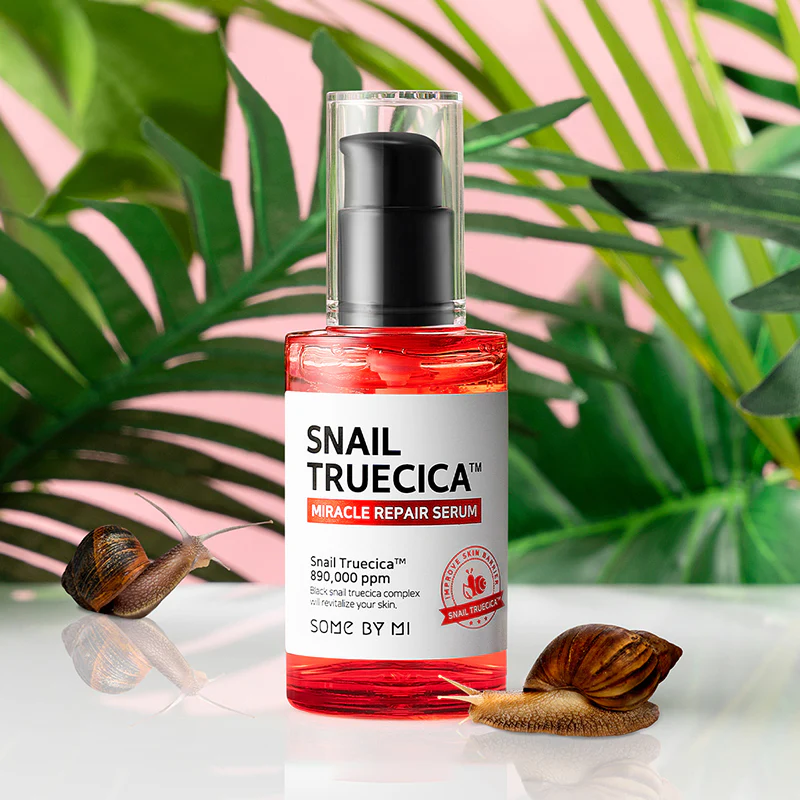 SNAIL
TRUECICA™
MIRACLE REPAIR SERUM
Snail Truecica™
890,000 ppm
Black snail truecica complex
will revitalize your skin.
IMPROVE SKIN BARRIER
SNAIL TRUECICA™
SOME BY MI